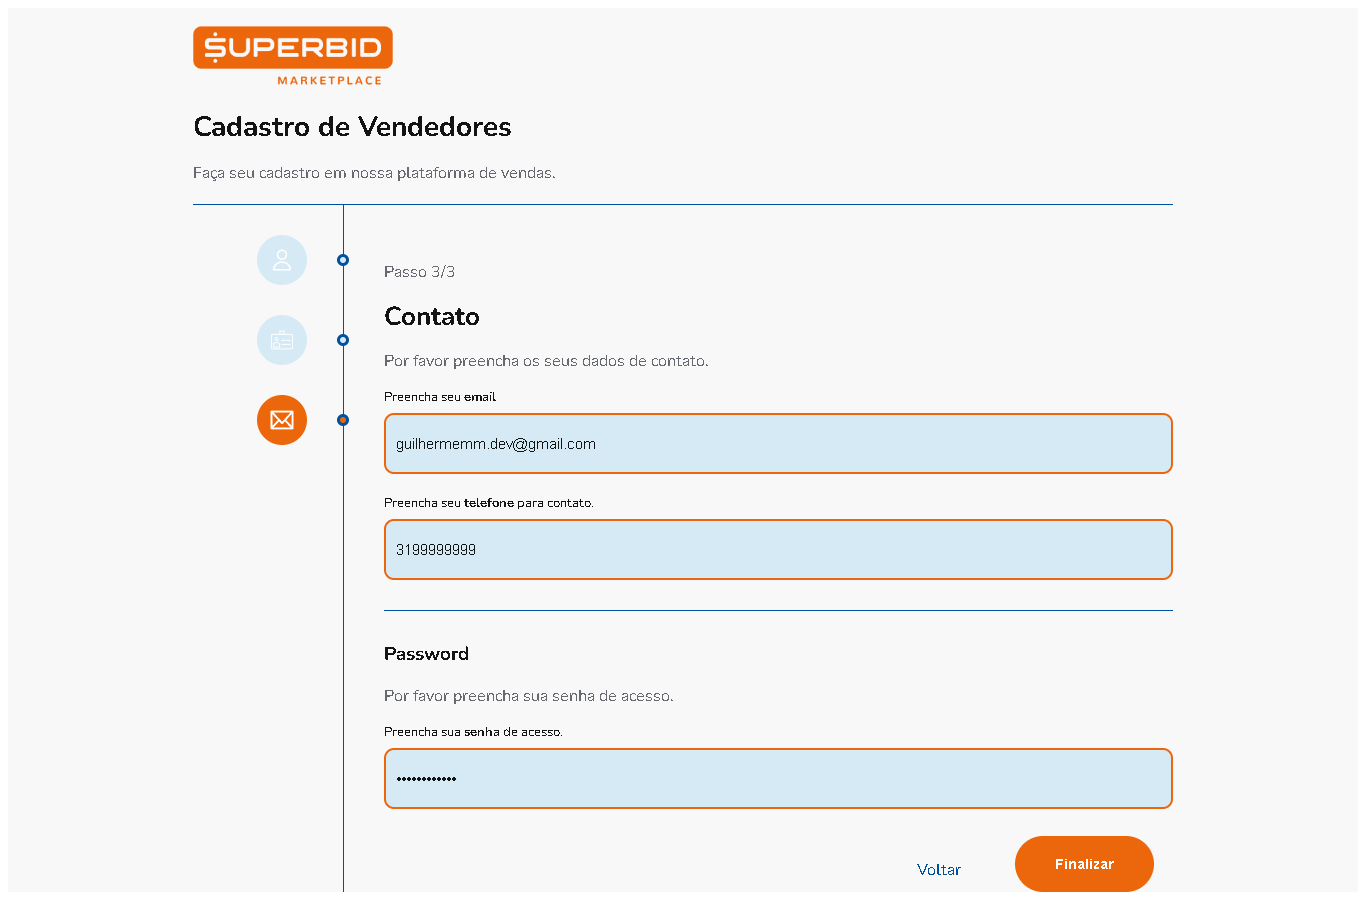 SUPERBID
MARKETPLACE
Cadastro de Vendedores
Faça seu cadastro em nossa plataforma de vendas.
Passo 3/3
Contato
Por favor preencha os seus dados de contato.
Preencha seu email
guilhermemm.dev@gmail.com
Preencha seu telefone para contato.
3199999999
Password
Por favor preencha sua senha de acesso.
Preencha sua senha de acesso.
••••••••••••
Voltar
Finalizar